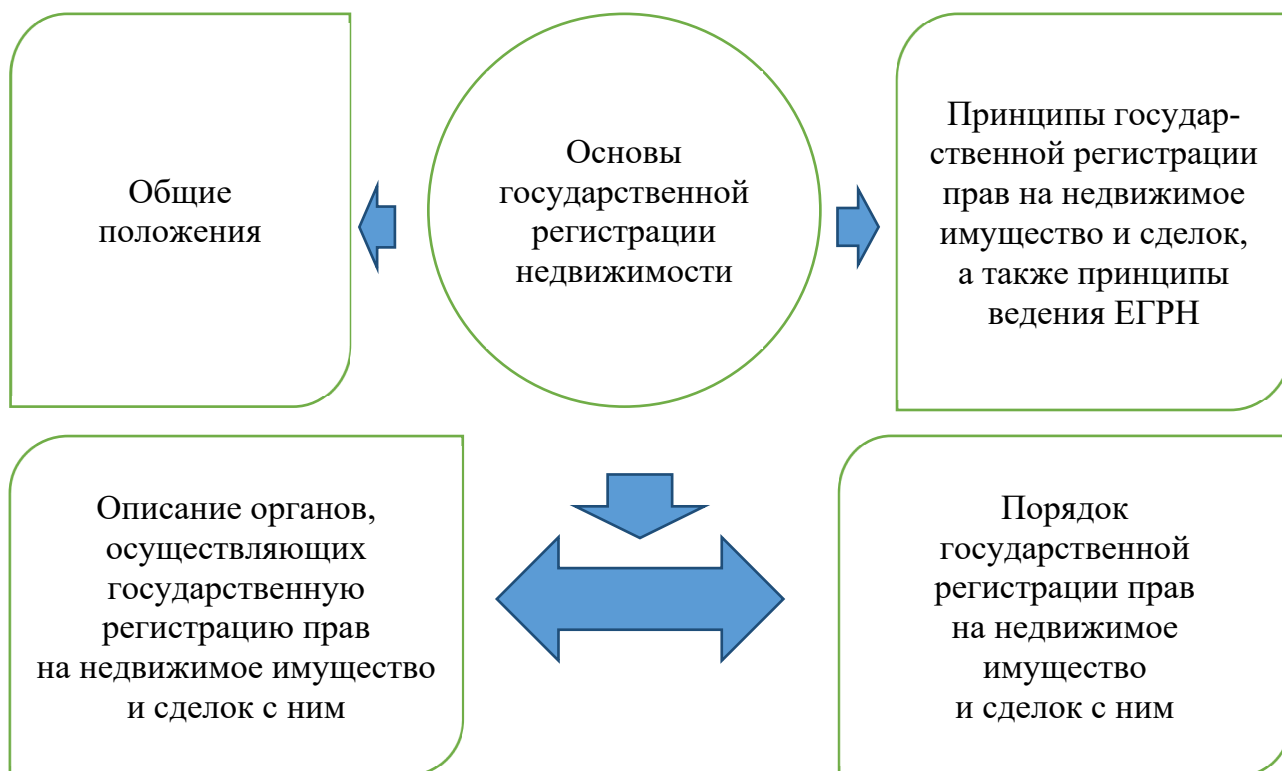 Общие
положения
Основы
государственной
регистрации
недвижимости
Принципы государ-
ственной регистрации
прав на недвижимое
имущество и сделок,
а также принципы
ведения ЕГРН
Описание органов,
осуществляющих
государственную
регистрацию прав
на недвижимое имущество
и сделок с ним
Порядок
государственной
регистрации прав
на недвижимое
имущество
и сделок с ним